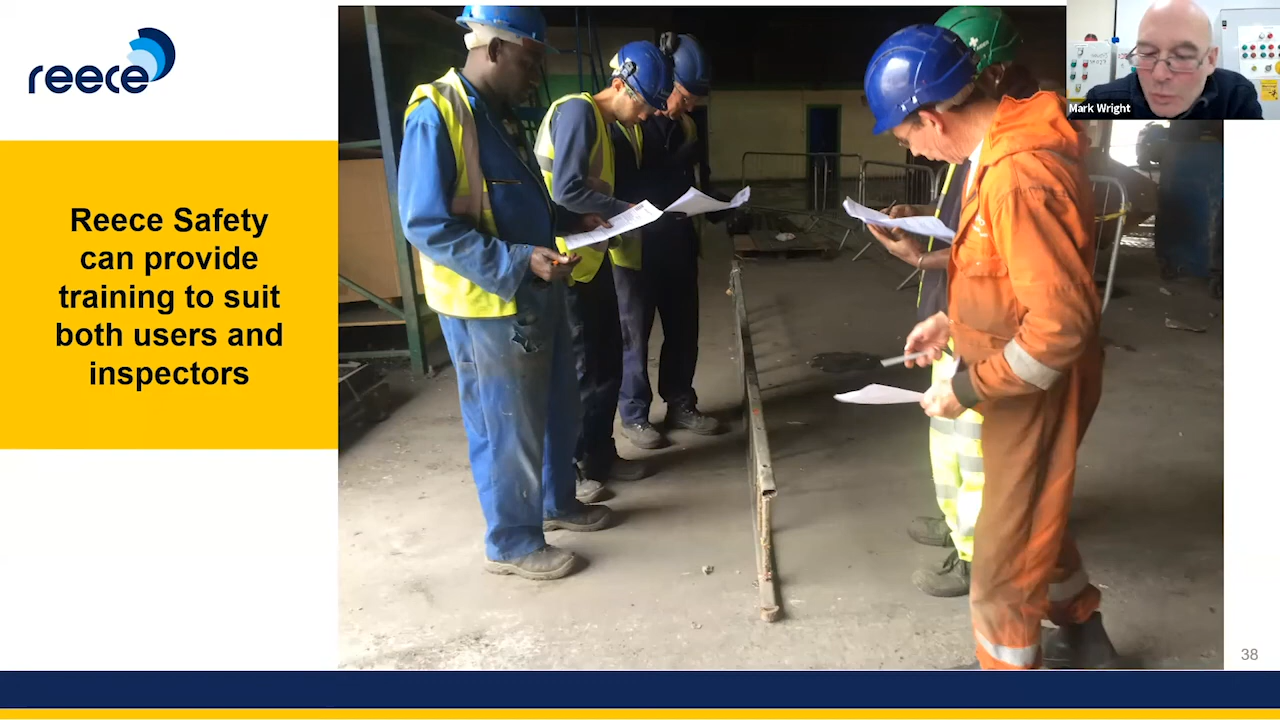 reece
Reece Safety
can provide
training to suit
both users and
inspectors
Mark Wright
38